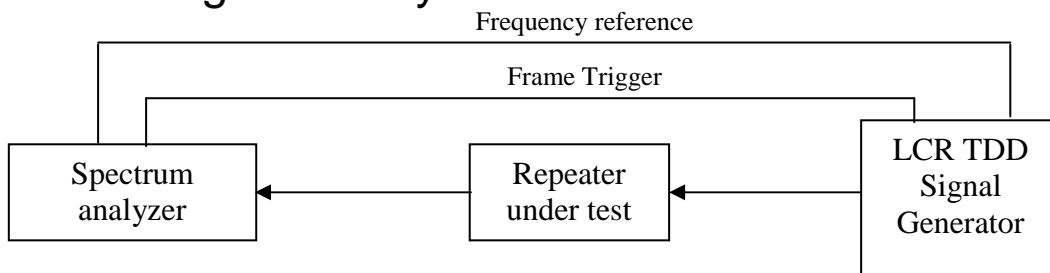 Frequency reference
Frame Trigger
Spectrum
analyzer
Repeater
under test
LCR TDD
Signal
Generator